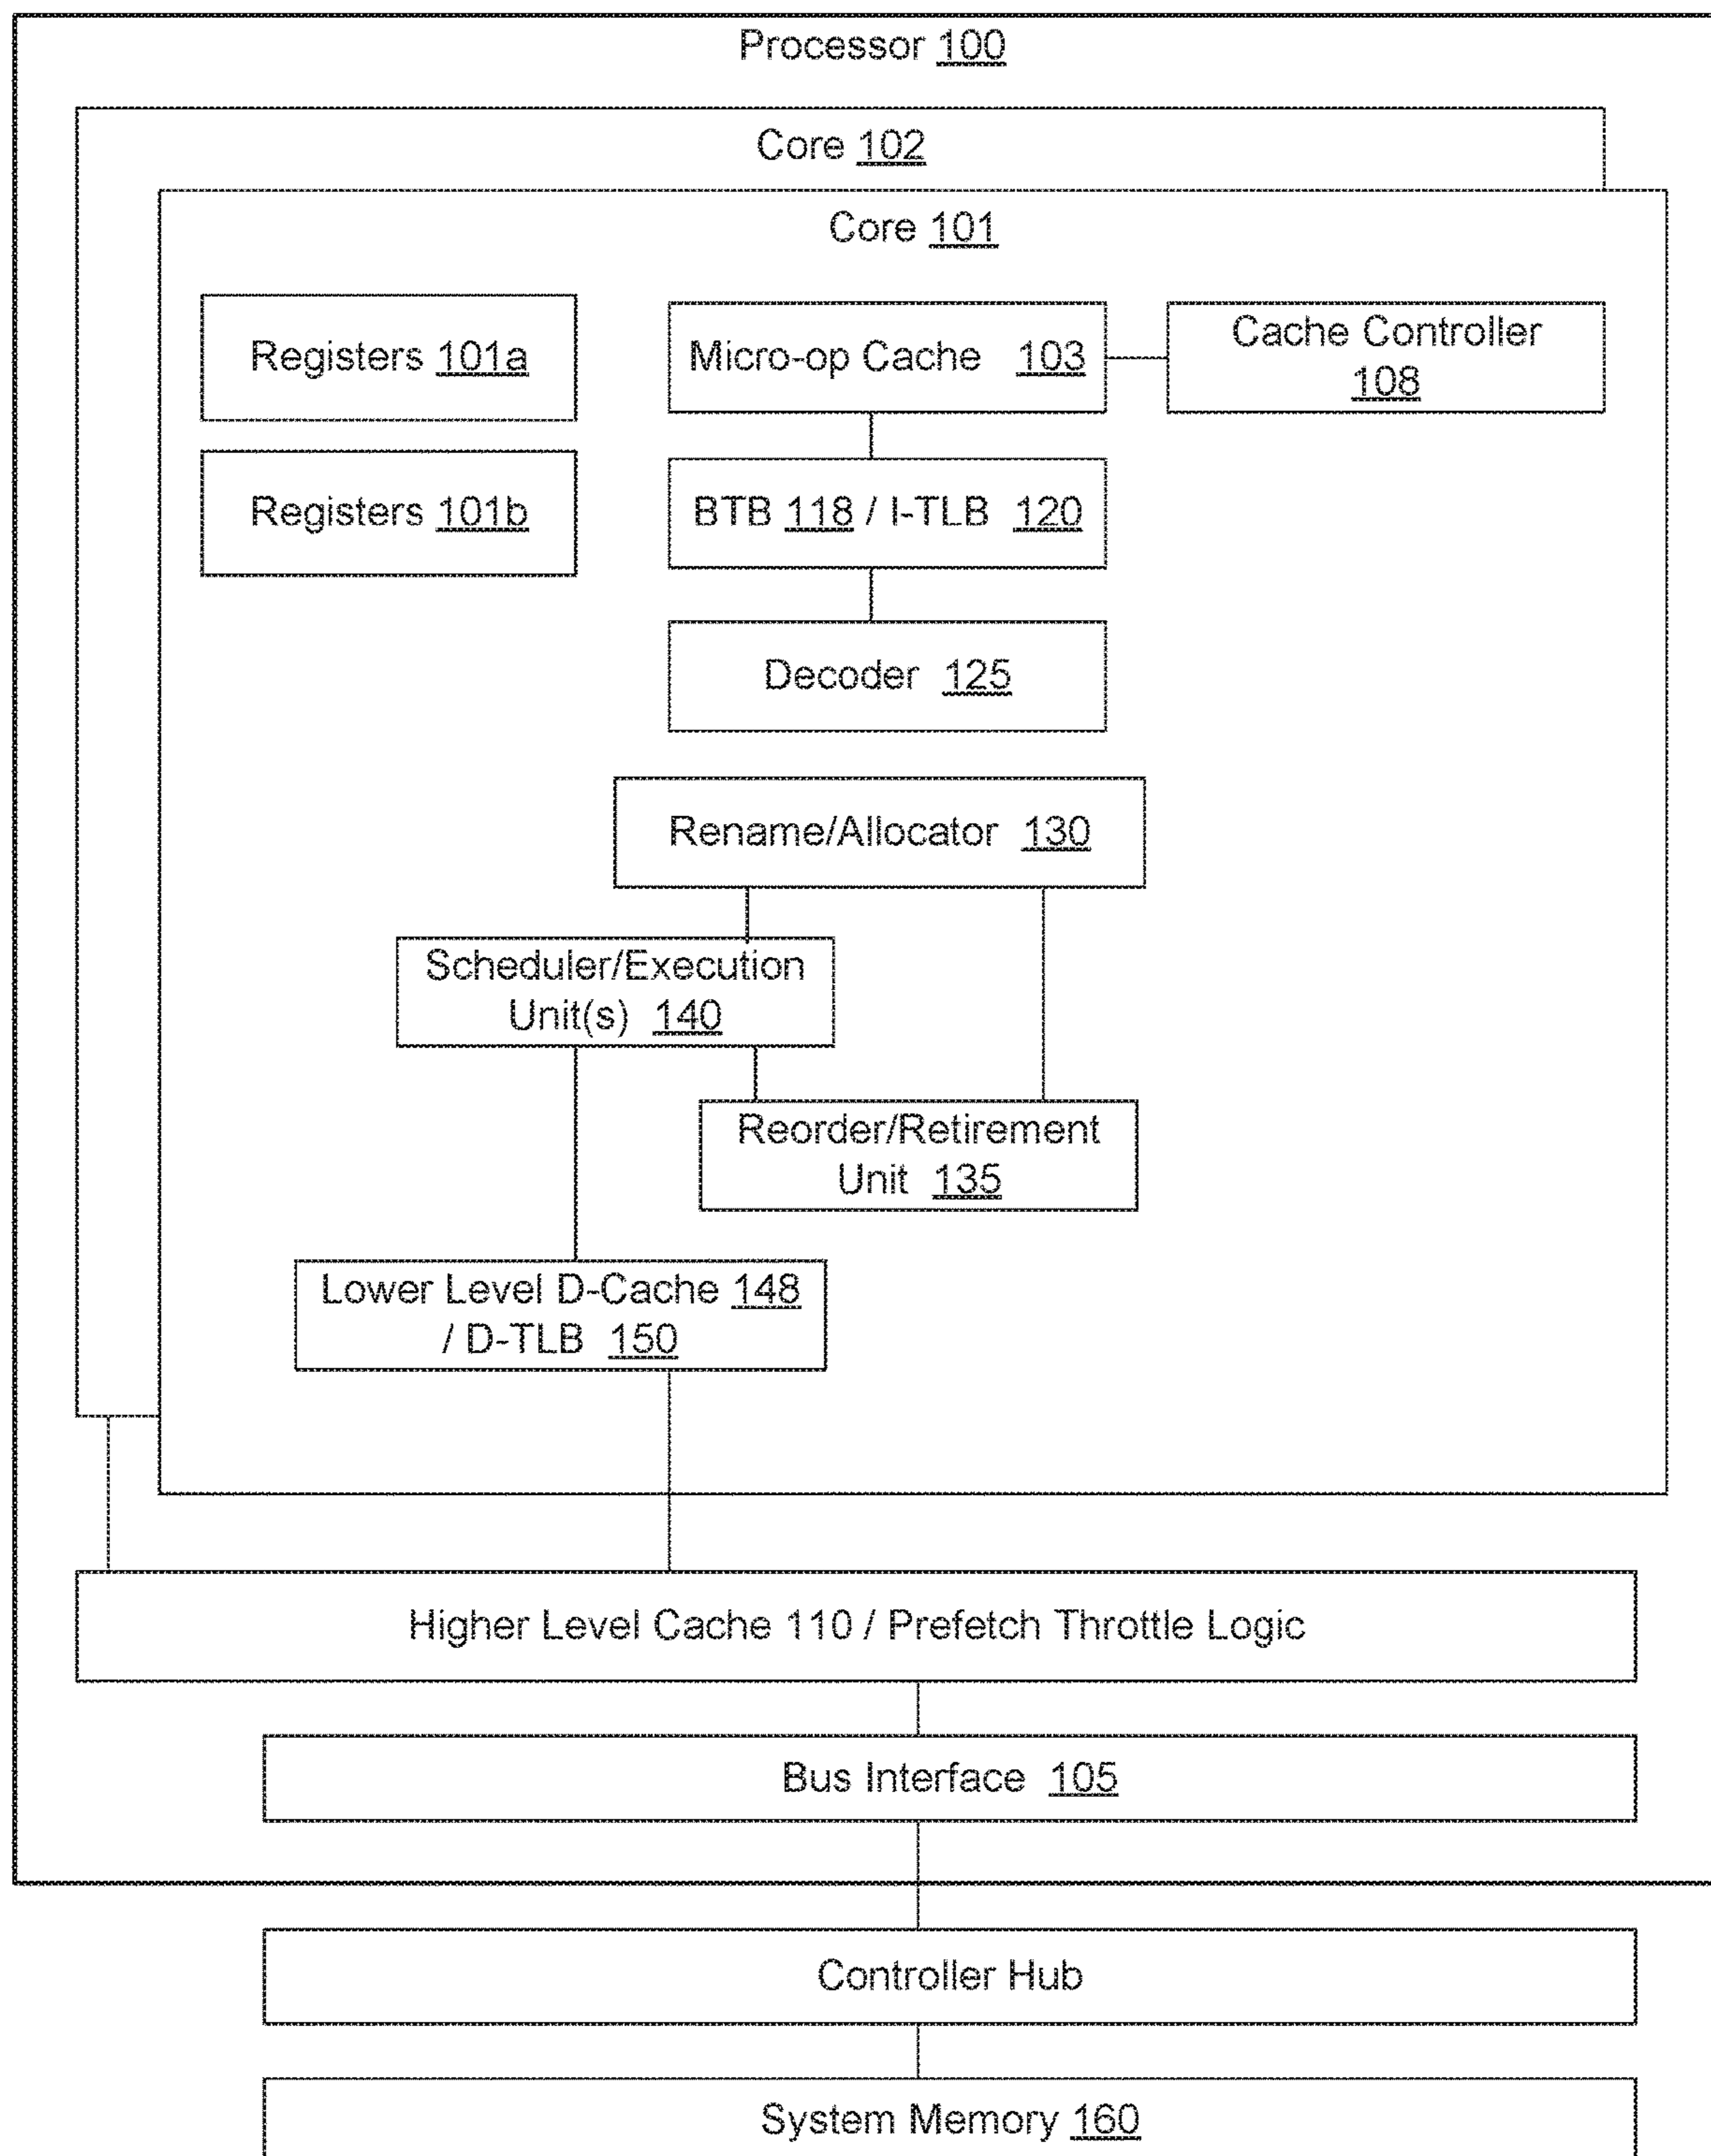 Processor 100
Core 102
Core 101
Registers 101a
Micro-op Cache 103
Cache Controller
108
Registers 101b
BTB 118 / I-TLB 120
Decoder 125
Rename/Allocator 130
Scheduler/Execution
Unit(s) 140
Reorder/Retirement
Unit 135
Lower Level D-Cache 148
/ D-TLB 150
Higher Level Cache 110 / Prefetch Throttle Logic
Bus Interface 105
Controller Hub
System Memory 160